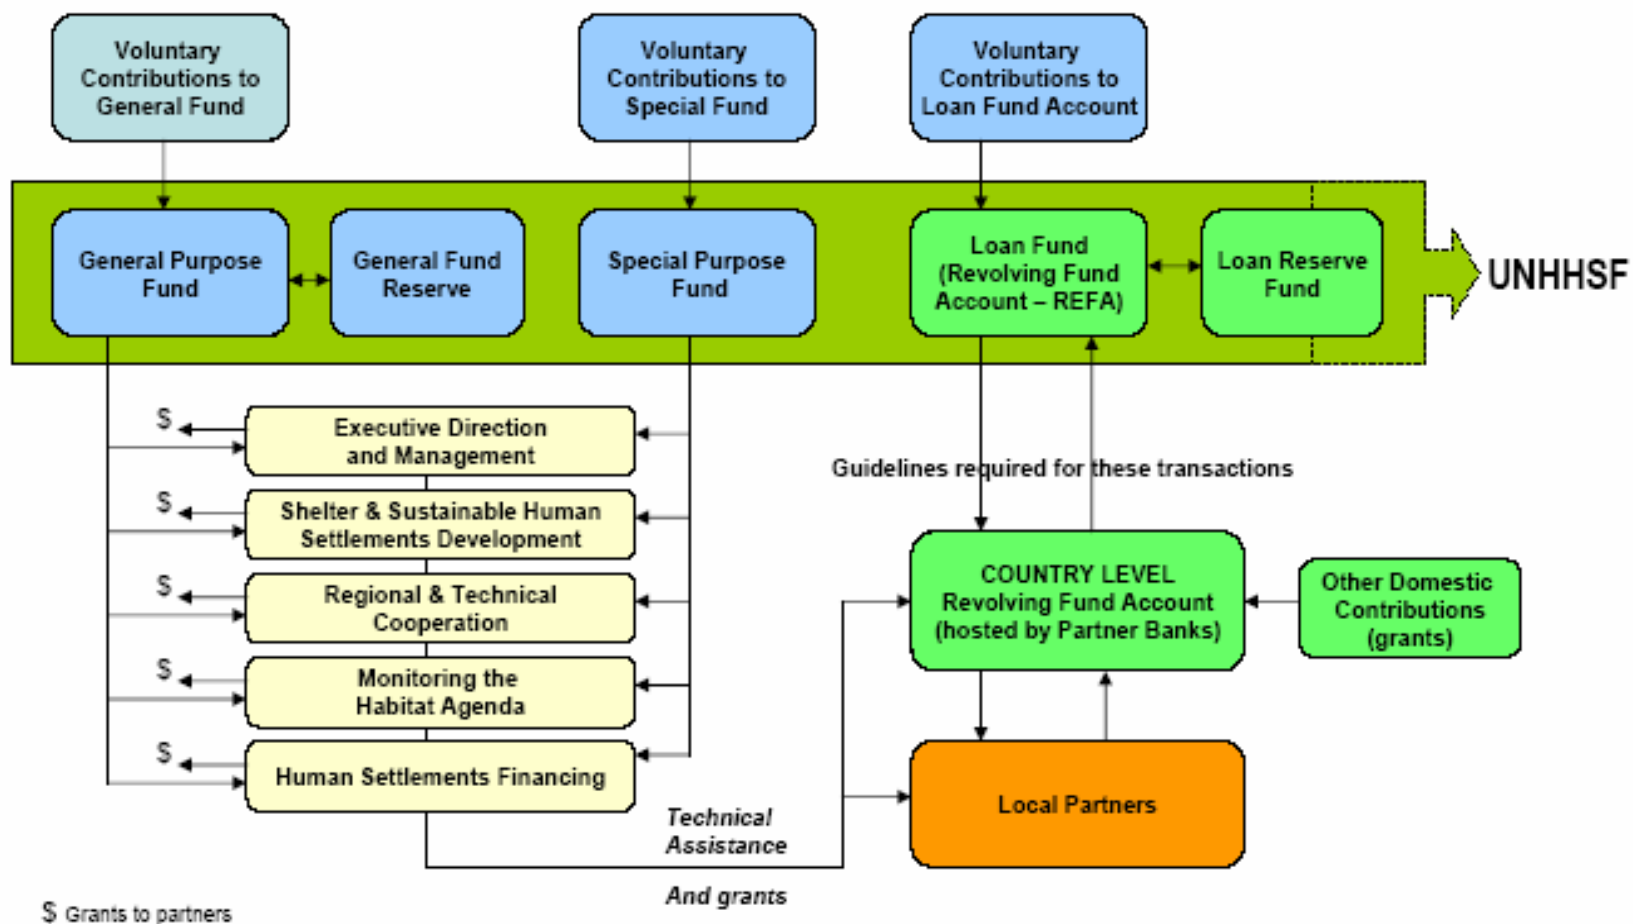 Voluntary
Contributions to
General Fund
Voluntary
Contributions to
Special Fund
Voluntary
Contributions to
Loan Fund Account
General Purpose
Fund
General Fund
Reserve
Special Purpose
Fund
Loan Fund
(Revolving Fund
Account – REFA)
Loan Reserve
Fund
UNHHSF
$
Executive Direction
and Management
Guidelines required for these transactions
$
Shelter & Sustainable Human
Settlements Development
$
Regional & Technical
Cooperation
COUNTRY LEVEL
Revolving Fund Account
(hosted by Partner Banks)
Other Domestic
Contributions
(grants)
$
Monitoring the
Habitat Agenda
$
Human Settlements Financing
Local Partners
Technical
Assistance
And grants
$ Grants to partners